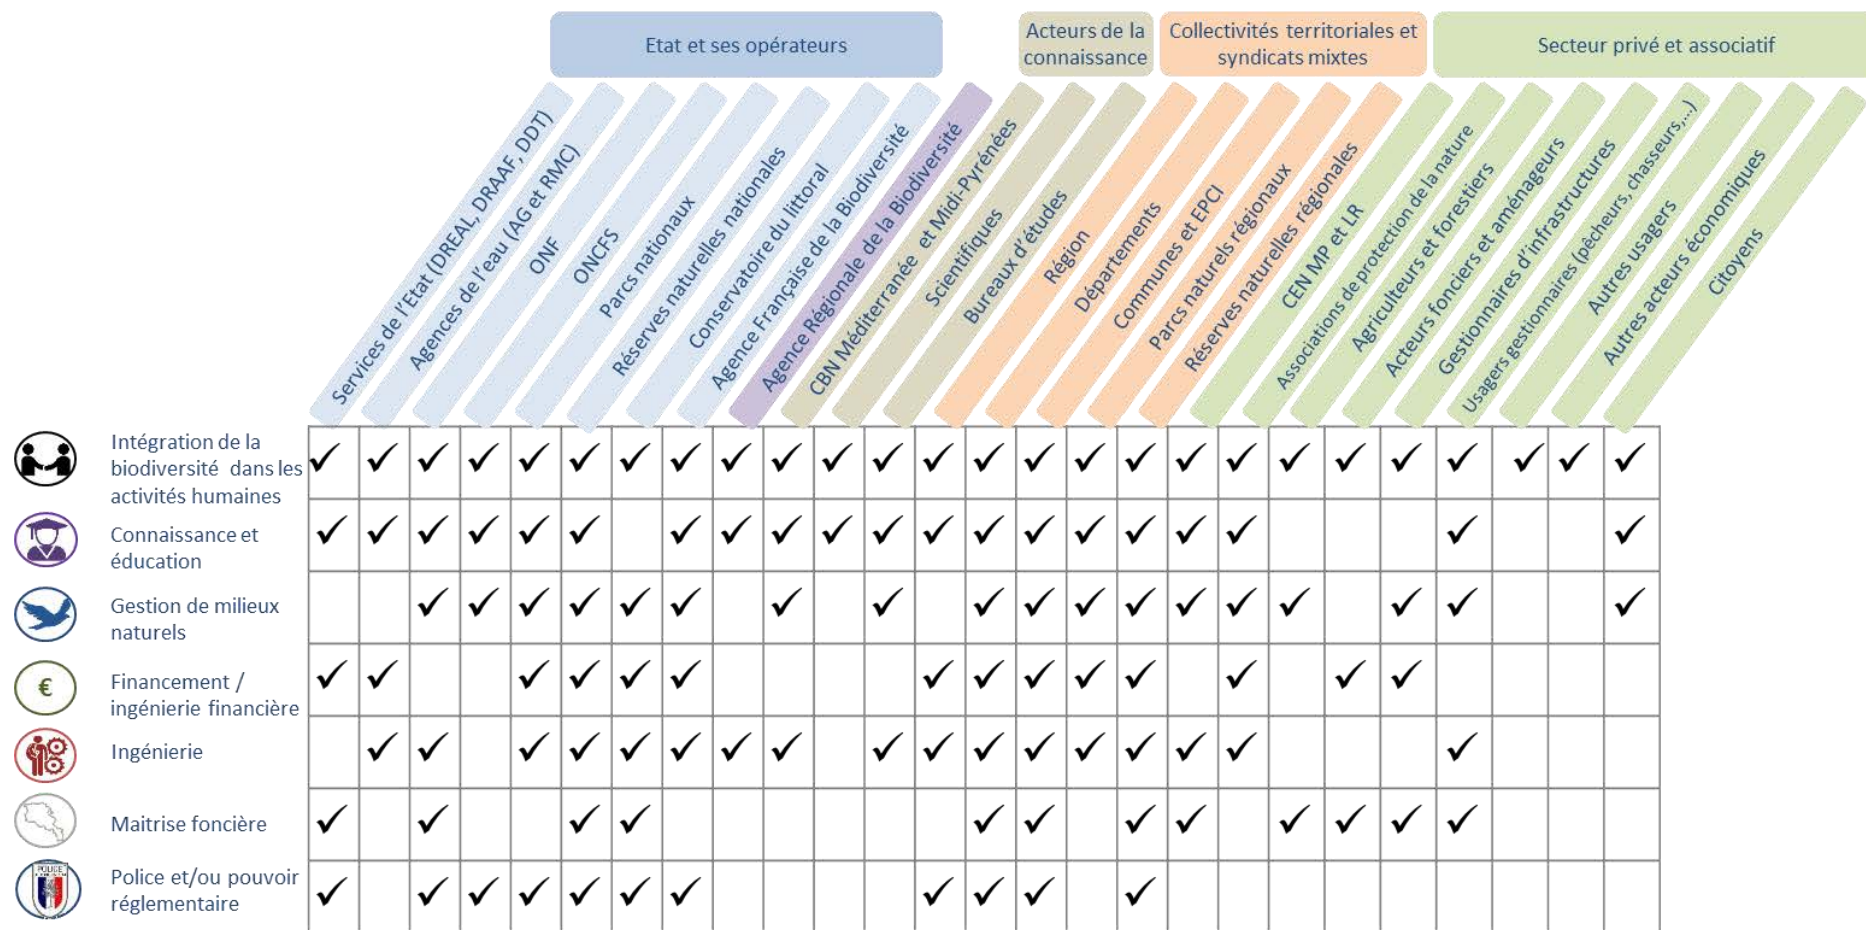 Etat et ses opérateurs
Acteurs de la
connaissance
Collectivités territoriales et
syndicats mixtes
Secteur privé et associatif
Services de l'Etat (DREAL, DRAAF, DDT)
Agences de l'eau (AG et RMC)
ONF
ONCFS
Parcs nationaux
Réserves naturelles nationales
Conservatoire du littoral
Agence Française de la Biodiversité
Agence Régionale de la Biodiversité
CBN Méditerranée et Midi-Pyrénées
Scientifiques
Bureaux d'études
Région
Départements
Communes et EPCI
Parcs naturels régionaux
Réserves naturelles régionales
CEN MP et LR
Associations de protection de la nature
Agriculteurs et forestiers
Acteurs fonciers et aménageurs
Gestionnaires d'infrastructures
Usagers gestionnaires (pêcheurs, chasseurs,...)
Autres usagers
Autres acteurs économiques
Citoyens
Intégration de la
biodiversité dans les
activités humaines
✓ ✓ ✓ ✓ ✓ ✓ ✓ ✓ ✓ ✓ ✓ ✓ ✓ ✓ ✓ ✓ ✓ ✓ ✓ ✓ ✓ ✓ ✓ ✓ ✓ ✓
Connaissance et
éducation
✓ ✓ ✓ ✓ ✓ ✓ ✓ ✓ ✓ ✓ ✓ ✓ ✓ ✓ ✓ ✓ ✓ ✓ ✓ ✓
Gestion de milieux
naturels
✓ ✓ ✓ ✓ ✓ ✓ ✓ ✓ ✓ ✓ ✓ ✓ ✓ ✓ ✓ ✓ ✓ ✓
€
Financement /
ingénierie financière
✓ ✓ ✓ ✓ ✓ ✓ ✓ ✓ ✓ ✓ ✓ ✓ ✓ ✓
Ingénierie
✓ ✓ ✓ ✓ ✓ ✓ ✓ ✓ ✓ ✓ ✓ ✓ ✓ ✓ ✓ ✓ ✓
Maitrise foncière
✓ ✓ ✓ ✓ ✓ ✓ ✓ ✓ ✓ ✓ ✓ ✓
POLICE
Police et/ou pouvoir
réglementaire
✓ ✓ ✓ ✓ ✓ ✓ ✓ ✓ ✓ ✓ ✓